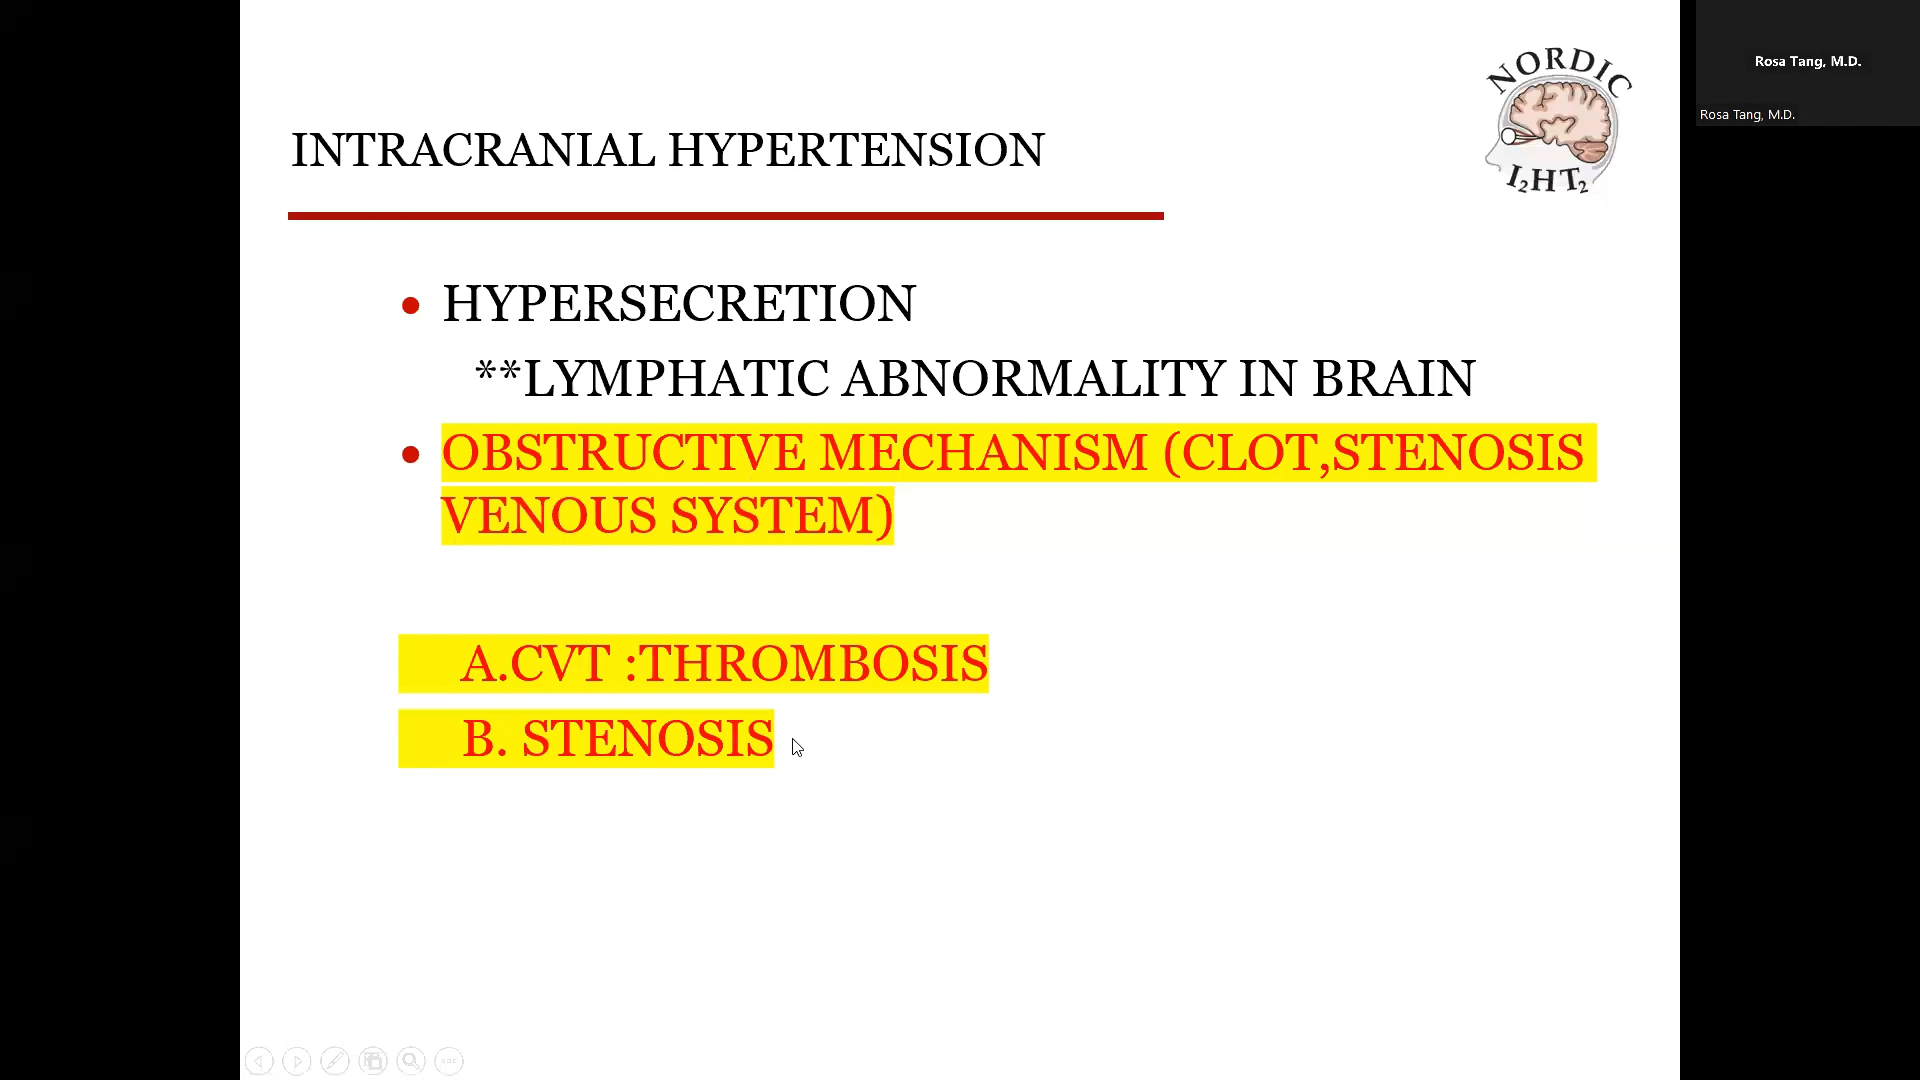 NORDIC
I₂HT₂
Rosa Tang, M.D.
Rosa Tang, M.D.
INTRACRANIAL HYPERTENSION
HYPERSECRETION
**LYMPHATIC ABNORMALITY IN BRAIN
OBSTRUCTIVE MECHANISM (CLOT,STENOSIS
VENOUS SYSTEM)
A.CVT :THROMBOSIS
B. STENOSIS